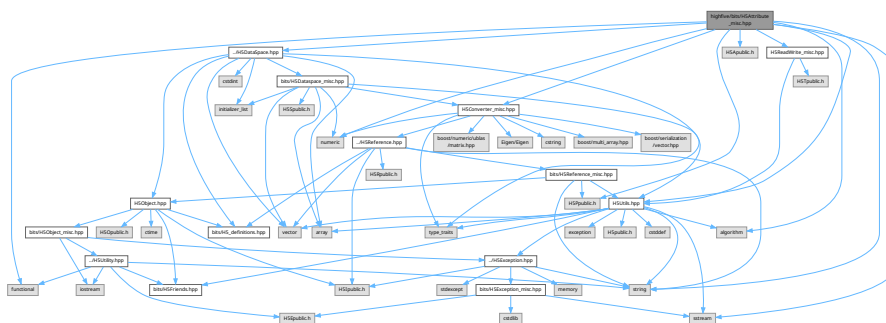 highfive/bits/H5Attribute
_misc.hpp
../H5DataSpace.hpp
H5Apublic.h
H5ReadWrite_misc.hpp
cstdint
bits/H5Dataspace_misc.hpp
H5Tpublic.h
initializer_list
H5Spublic.h
H5Converter_misc.hpp
numeric
../H5Reference.hpp
boost/numeric/ublas
/matrix.hpp
Eigen/Eigen
cstring
boost/multi_array.hpp
boost/serialization
/vector.hpp
H5Rpublic.h
bits/H5Reference_misc.hpp
H5Object.hpp
H5Ppublic.h
H5Utils.hpp
bits/H5Object_misc.hpp
H5Opublic.h
ctime
bits/H5_definitions.hpp
vector
array
type_traits
exception
H5public.h
cstddef
algorithm
../H5Utility.hpp
../H5Exception.hpp
functional
iostream
bits/H5Friends.hpp
H5Ipublic.h
stdexcept
bits/H5Exception_misc.hpp
memory
string
H5Epublic.h
cstdlib
sstream